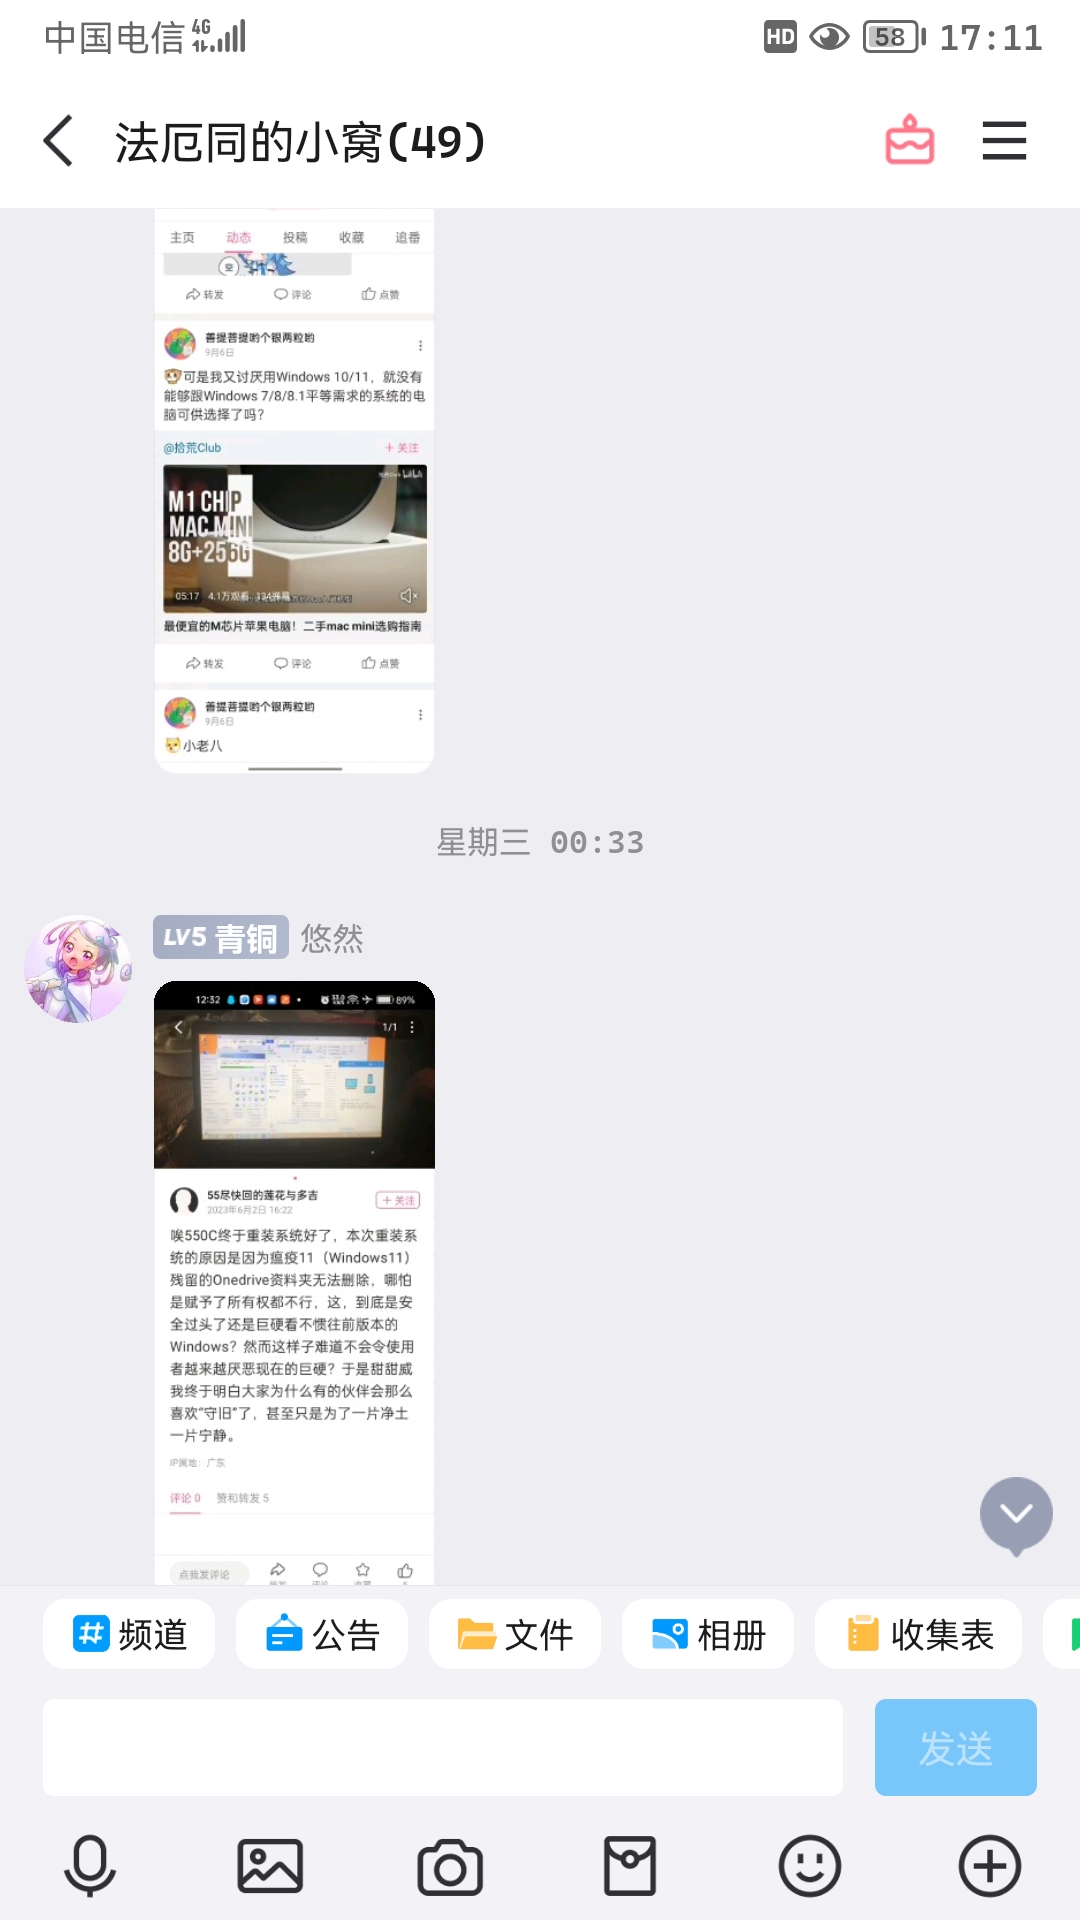 中国电信 4G HD 58 17:11
法厄同的小窝(49)
主页 动态 投稿 收藏 追番
空
转发 评论 点赞
善提菩提哟个银两粒哟
9月6日
可是我又讨厌用Windows 10/11，就没有
能够跟Windows 7/8/8.1平等需求的系统的电
脑可供选择了吗？
@拾荒Club + 关注
M1 CHIP
MAC MINI
8G+256G
05:17 4.1万观看 134弹幕
最便宜的M芯片苹果电脑！二手mac mini选购指南
转发 评论 点赞
善提菩提哟个银两粒哟
9月6日
小老八
星期三 00:33
LV5 青铜 悠然
12:32 89%
1/1
55尽快回的莲花与多吉 + 关注
2023年6月2日 16:22
唉550C终于重装系统好了，本次重装系
统的原因是因为瘟疫11（Windows11）
残留的Onedrive资料夹无法删除，哪怕
是赋予了所有权都不行，这，到底是安
全过头了还是巨硬看不惯往前版本的
Windows？然而这样子难道不会令使用
者越来越厌恶现在的巨硬？于是甜甜威
我终于明白大家为什么有的伙伴会那么
喜欢“守旧”了，甚至只是为了一片净土
一片宁静。
IP属地：广东
评论 0 赞和转发 5
点我发评论
频道 公告 文件 相册 收集表
发送